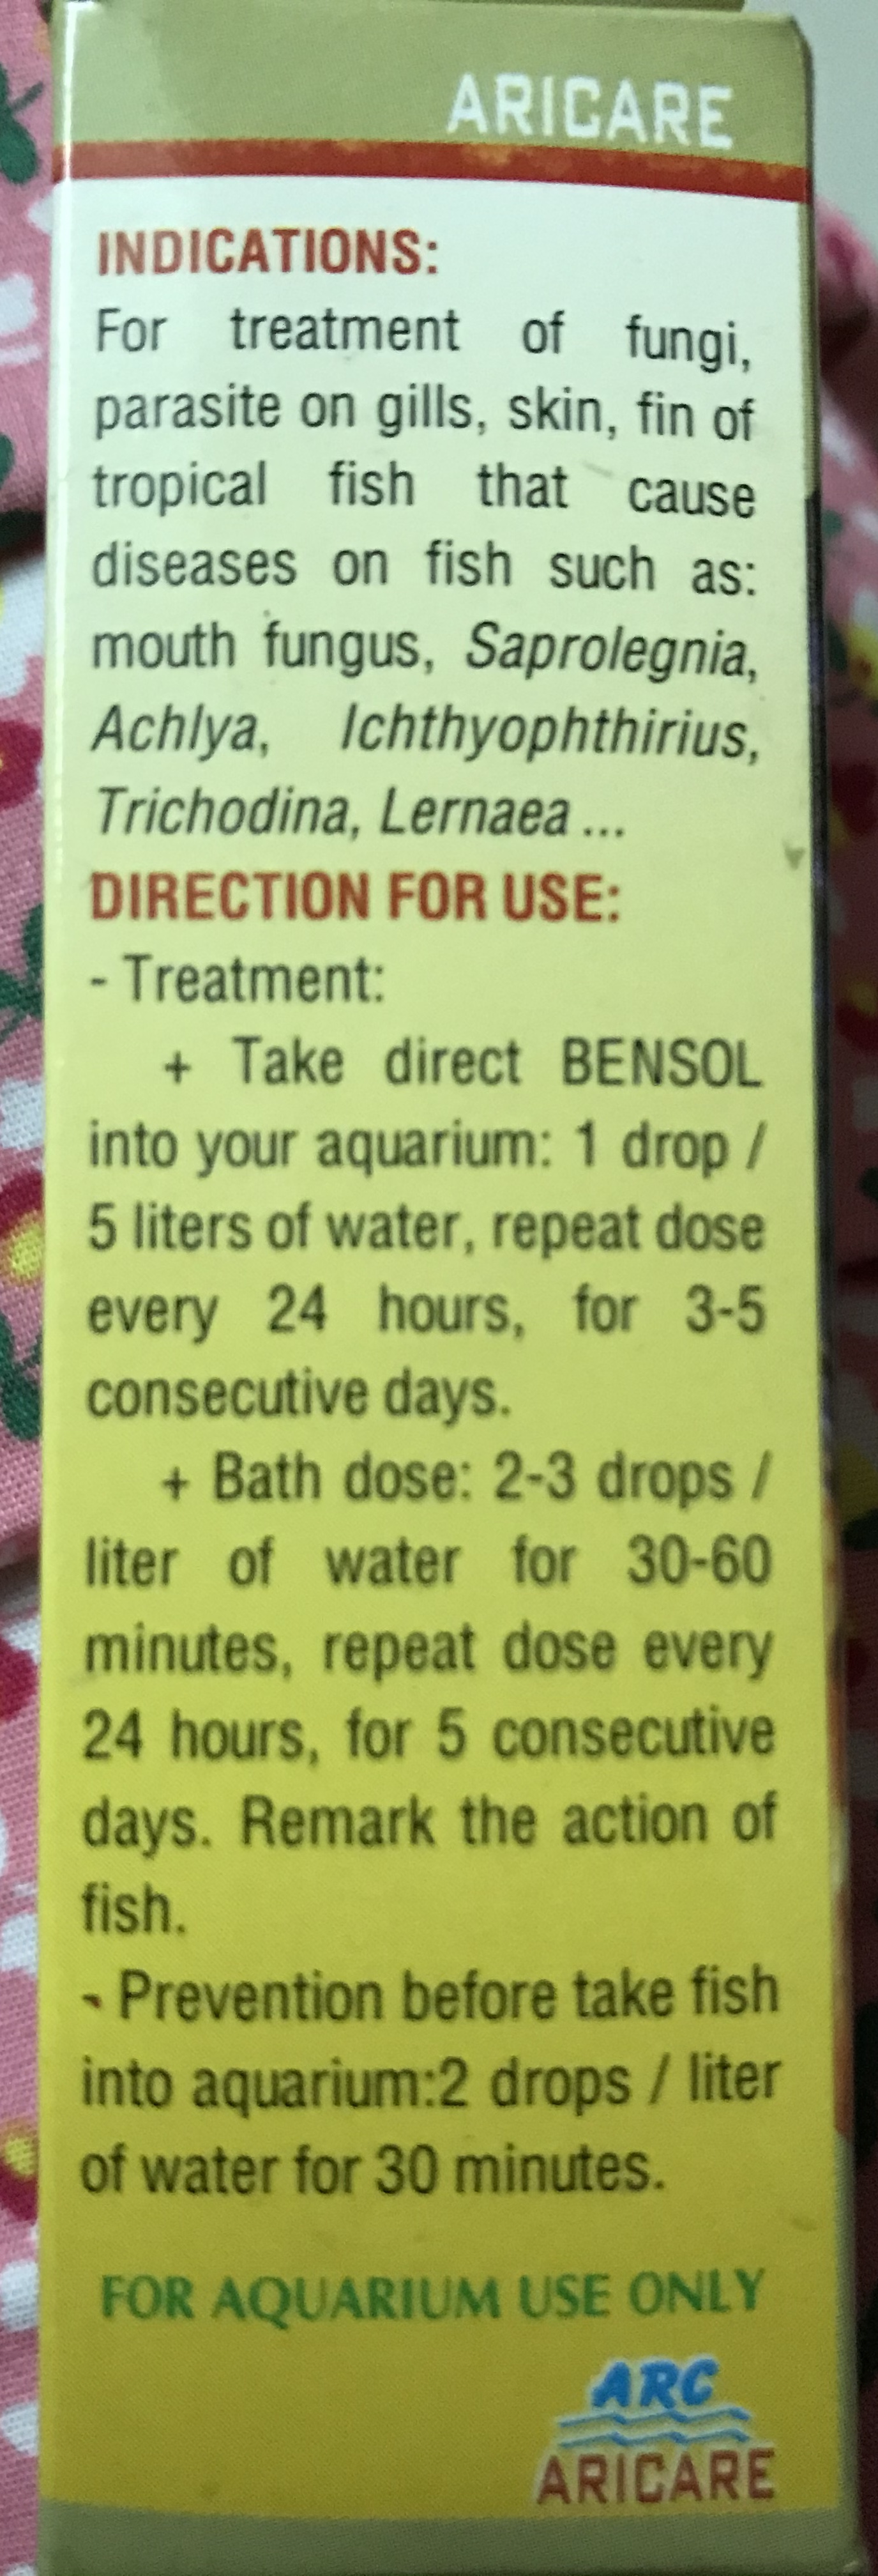 ARICARE
INDICATIONS:
For treatment of fungi,
parasite on gills, skin, fin of
tropical fish that cause
diseases on fish such as:
mouth fungus, Saprolegnia,
Achlya, Ichthyophthirius,
Trichodina, Lernaea ...
DIRECTION FOR USE:
- Treatment:
+ Take direct BENSOL
into your aquarium: 1 drop /
5 liters of water, repeat dose
every 24 hours, for 3-5
consecutive days.
+ Bath dose: 2-3 drops /
liter of water for 30-60
minutes, repeat dose every
24 hours, for 5 consecutive
days. Remark the action of
fish.
- Prevention before take fish
into aquarium:2 drops / liter
of water for 30 minutes.
FOR AQUARIUM USE ONLY
ARC
ARICARE